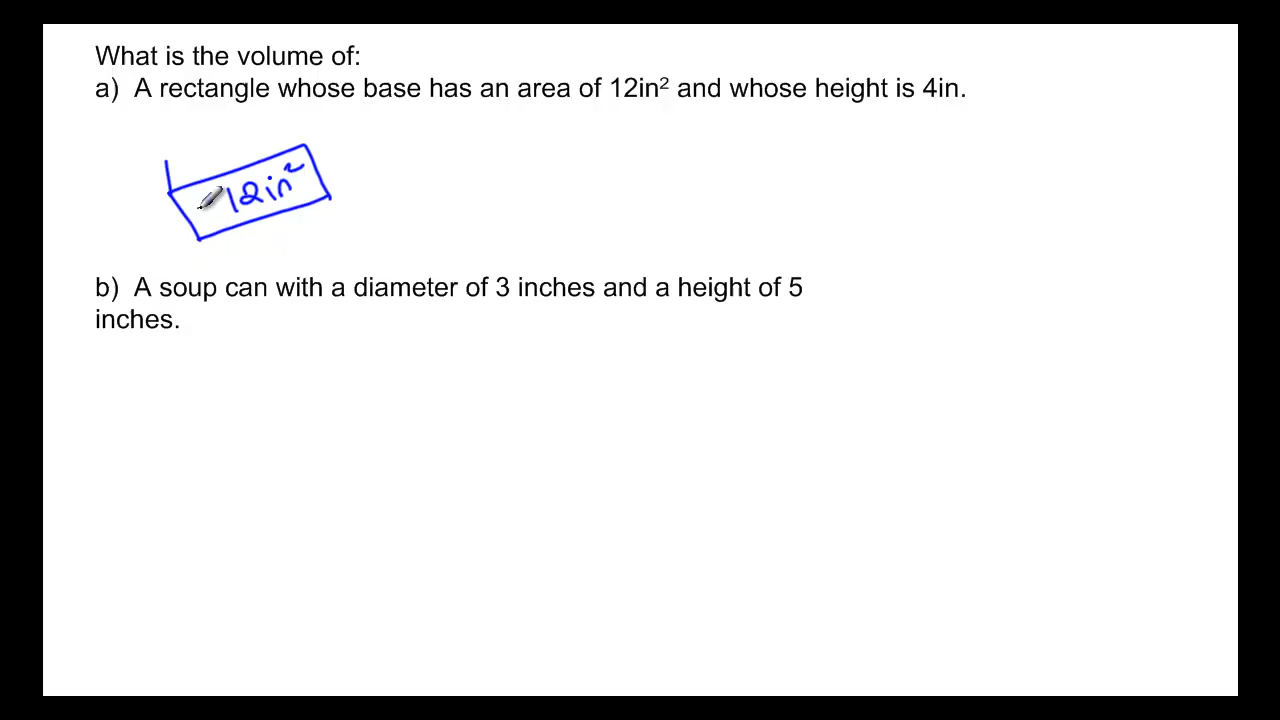 What is the volume of:
a) A rectangle whose base has an area of 12in² and whose height is 4in.
12in²
b) A soup can with a diameter of 3 inches and a height of 5
inches.